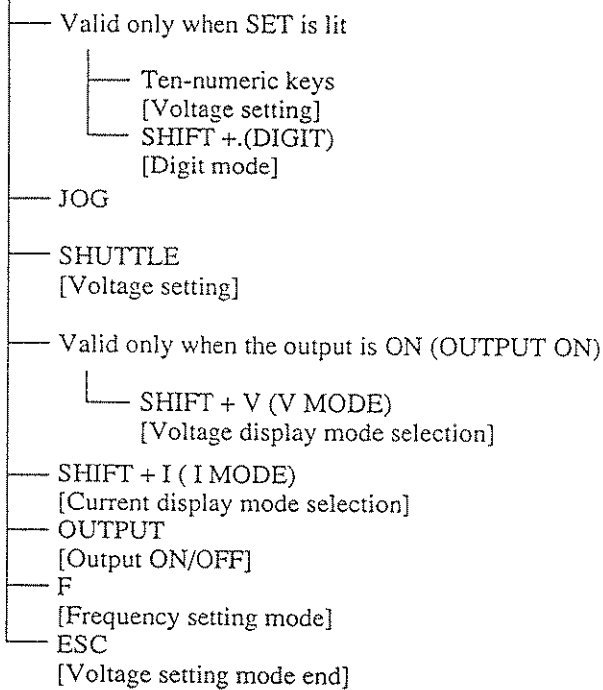 Valid only when SET is lit
Ten-numeric keys
[Voltage setting]
SHIFT +.(DIGIT)
[Digit mode]
JOG
SHUTTLE
[Voltage setting]
Valid only when the output is ON (OUTPUT ON)
SHIFT + V (V MODE)
[Voltage display mode selection]
SHIFT + I ( I MODE)
[Current display mode selection]
OUTPUT
[Output ON/OFF]
F
[Frequency setting mode]
ESC
[Voltage setting mode end]